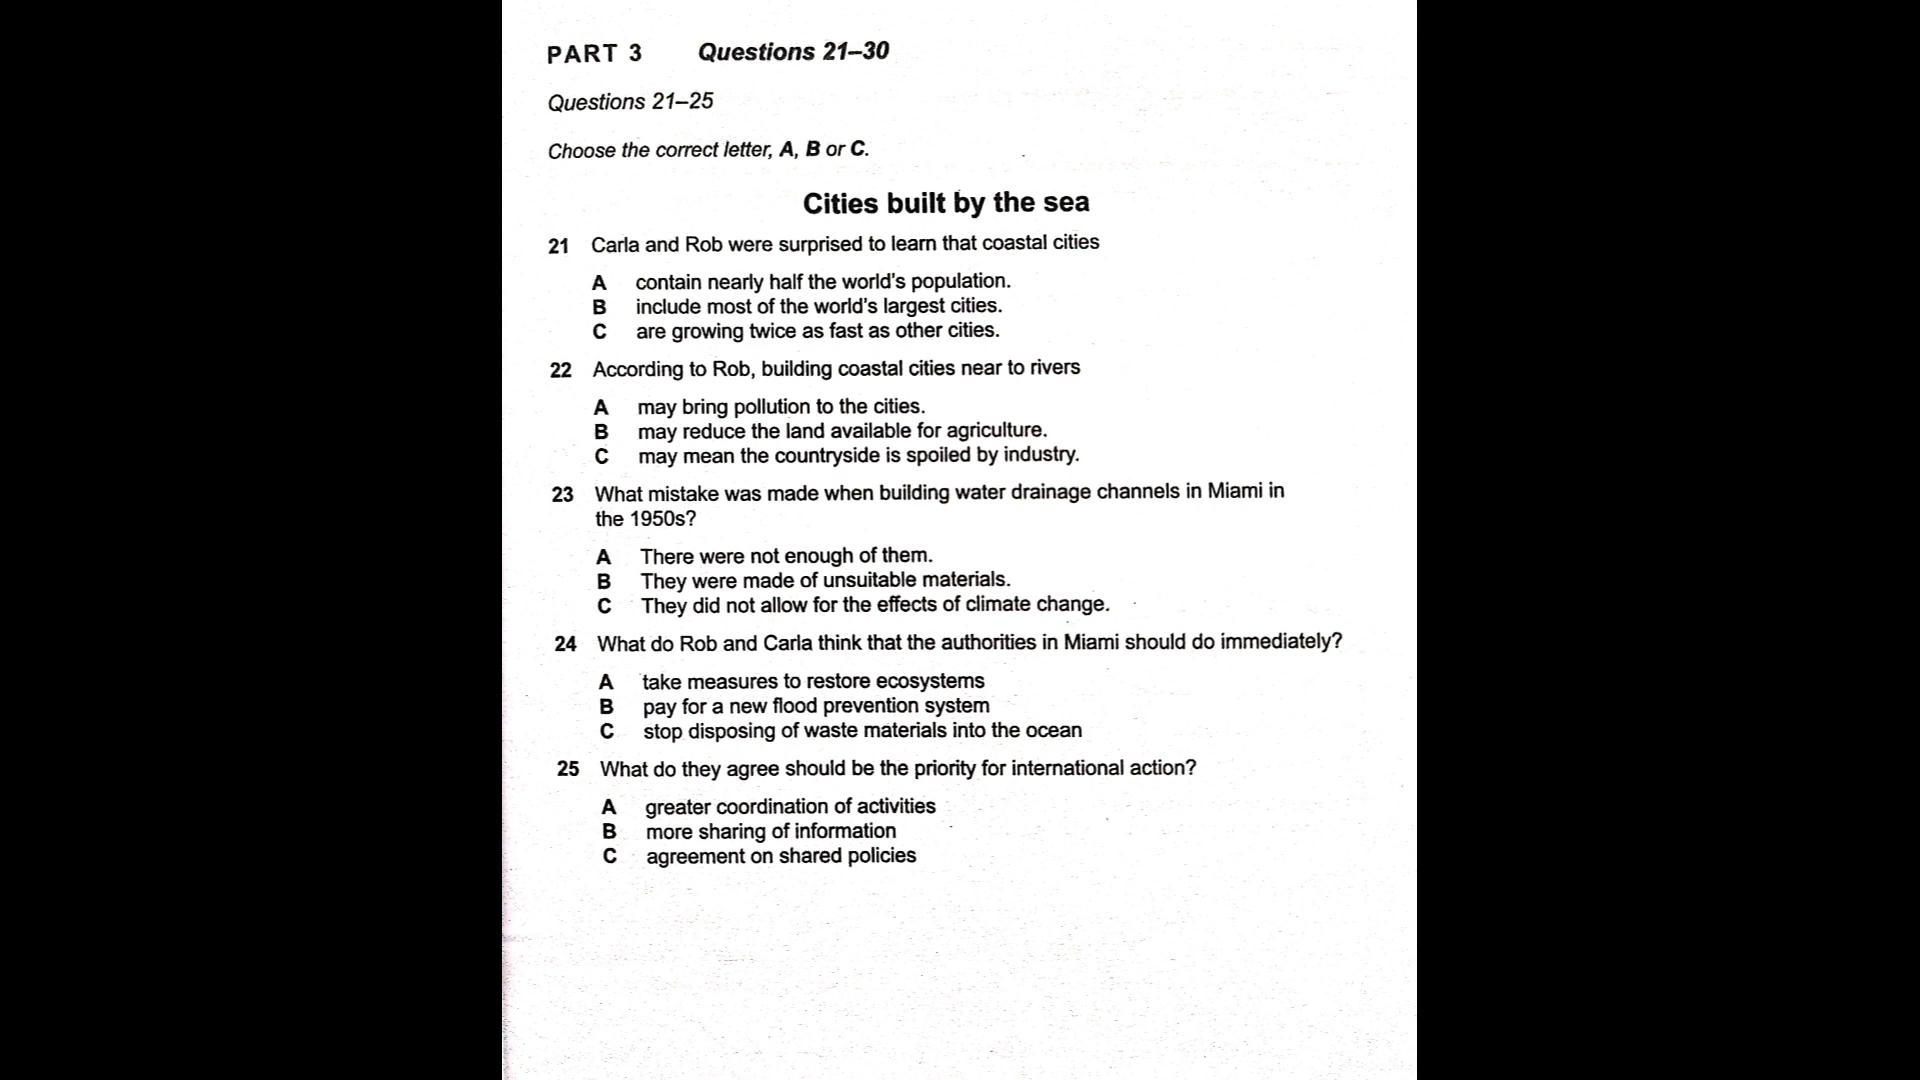 PART 3 Questions 21–30
Questions 21–25
Choose the correct letter, A, B or C.
Cities built by the sea
21 Carla and Rob were surprised to learn that coastal cities
A contain nearly half the world's population.
B include most of the world's largest cities.
C are growing twice as fast as other cities.
22 According to Rob, building coastal cities near to rivers
A may bring pollution to the cities.
B may reduce the land available for agriculture.
C may mean the countryside is spoiled by industry.
23 What mistake was made when building water drainage channels in Miami in
the 1950s?
A There were not enough of them.
B They were made of unsuitable materials.
C They did not allow for the effects of climate change.
24 What do Rob and Carla think that the authorities in Miami should do immediately?
A take measures to restore ecosystems
B pay for a new flood prevention system
C stop disposing of waste materials into the ocean
25 What do they agree should be the priority for international action?
A greater coordination of activities
B more sharing of information
C agreement on shared policies